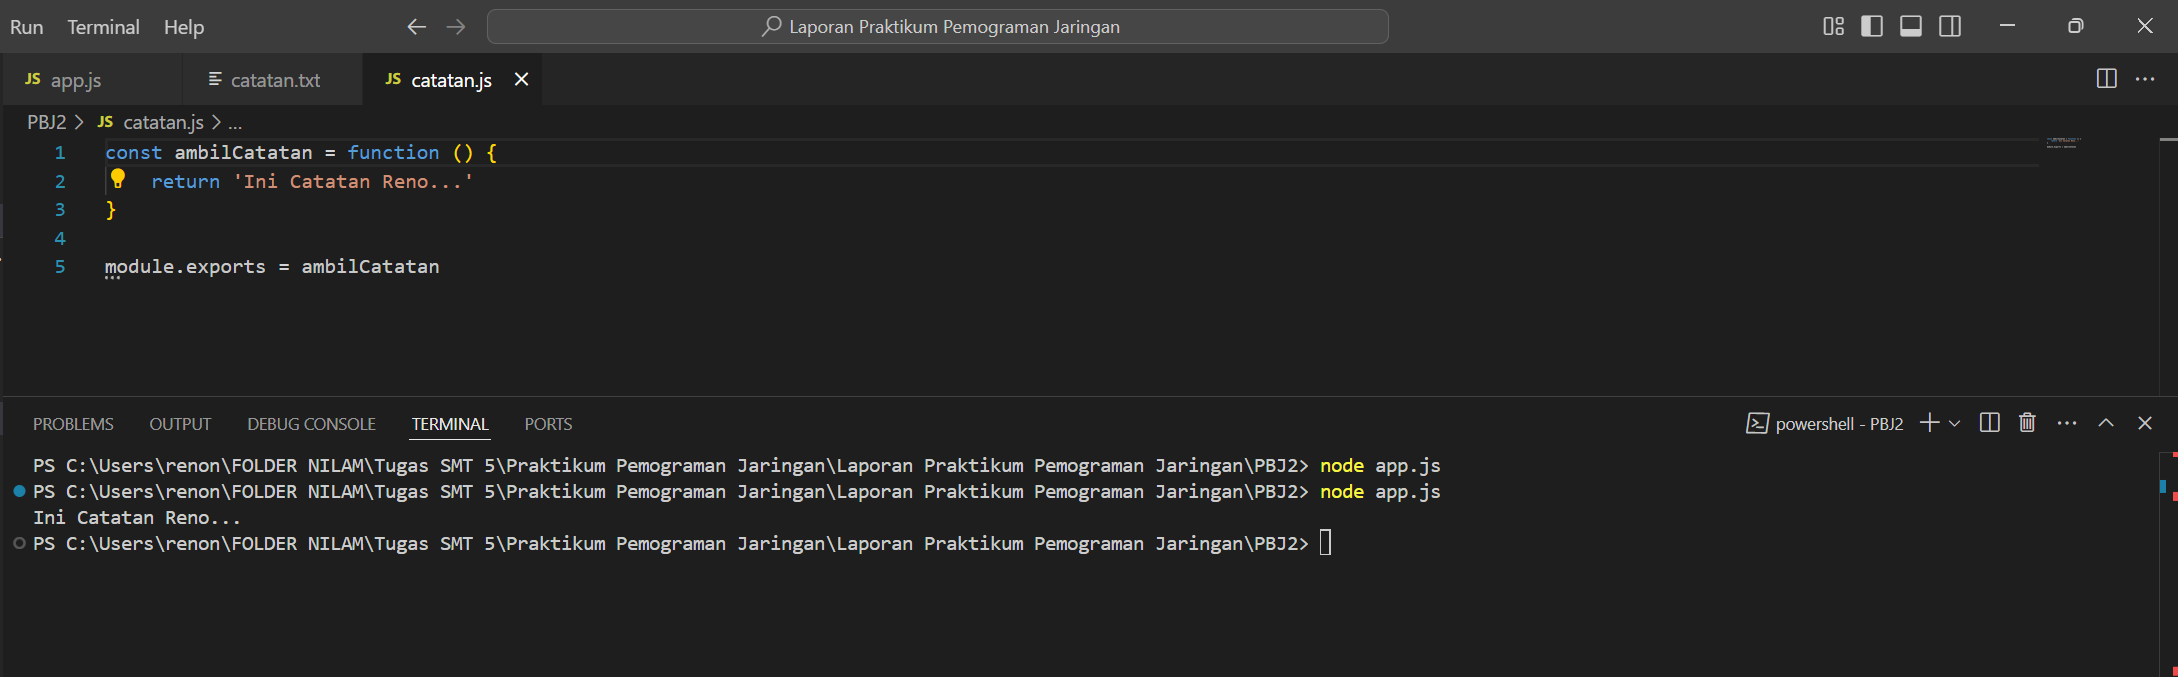 Run Terminal Help Laporan Praktikum Pemograman Jaringan
JS app.js catatan.txt JS catatan.js
PBJ2 > JS catatan.js > ...
1 const ambilCatatan = function () {
2 return 'Ini Catatan Reno...'
3 }
4
5 module.exports = ambilCatatan
PROBLEMS OUTPUT DEBUG CONSOLE TERMINAL PORTS powershell - PBJ2
PS C:\Users\renon\FOLDER NILAM\Tugas SMT 5\Praktikum Pemograman Jaringan\Laporan Praktikum Pemograman Jaringan\PBJ2> node app.js
PS C:\Users\renon\FOLDER NILAM\Tugas SMT 5\Praktikum Pemograman Jaringan\Laporan Praktikum Pemograman Jaringan\PBJ2> node app.js
Ini Catatan Reno...
PS C:\Users\renon\FOLDER NILAM\Tugas SMT 5\Praktikum Pemograman Jaringan\Laporan Praktikum Pemograman Jaringan\PBJ2>